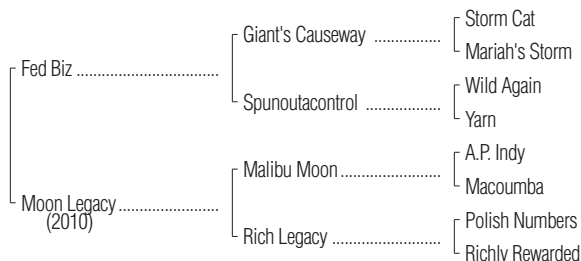 Storm Cat
Giant's Causeway ..................
Mariah's Storm
Fed Biz .....................................
Wild Again
Spunoutacontrol ...................
Yarn
A.P. Indy
Malibu Moon .........................
Macoumba
Moon Legacy ..........................
(2010)
Polish Numbers
Rich Legacy ...........................
Richly Rewarded